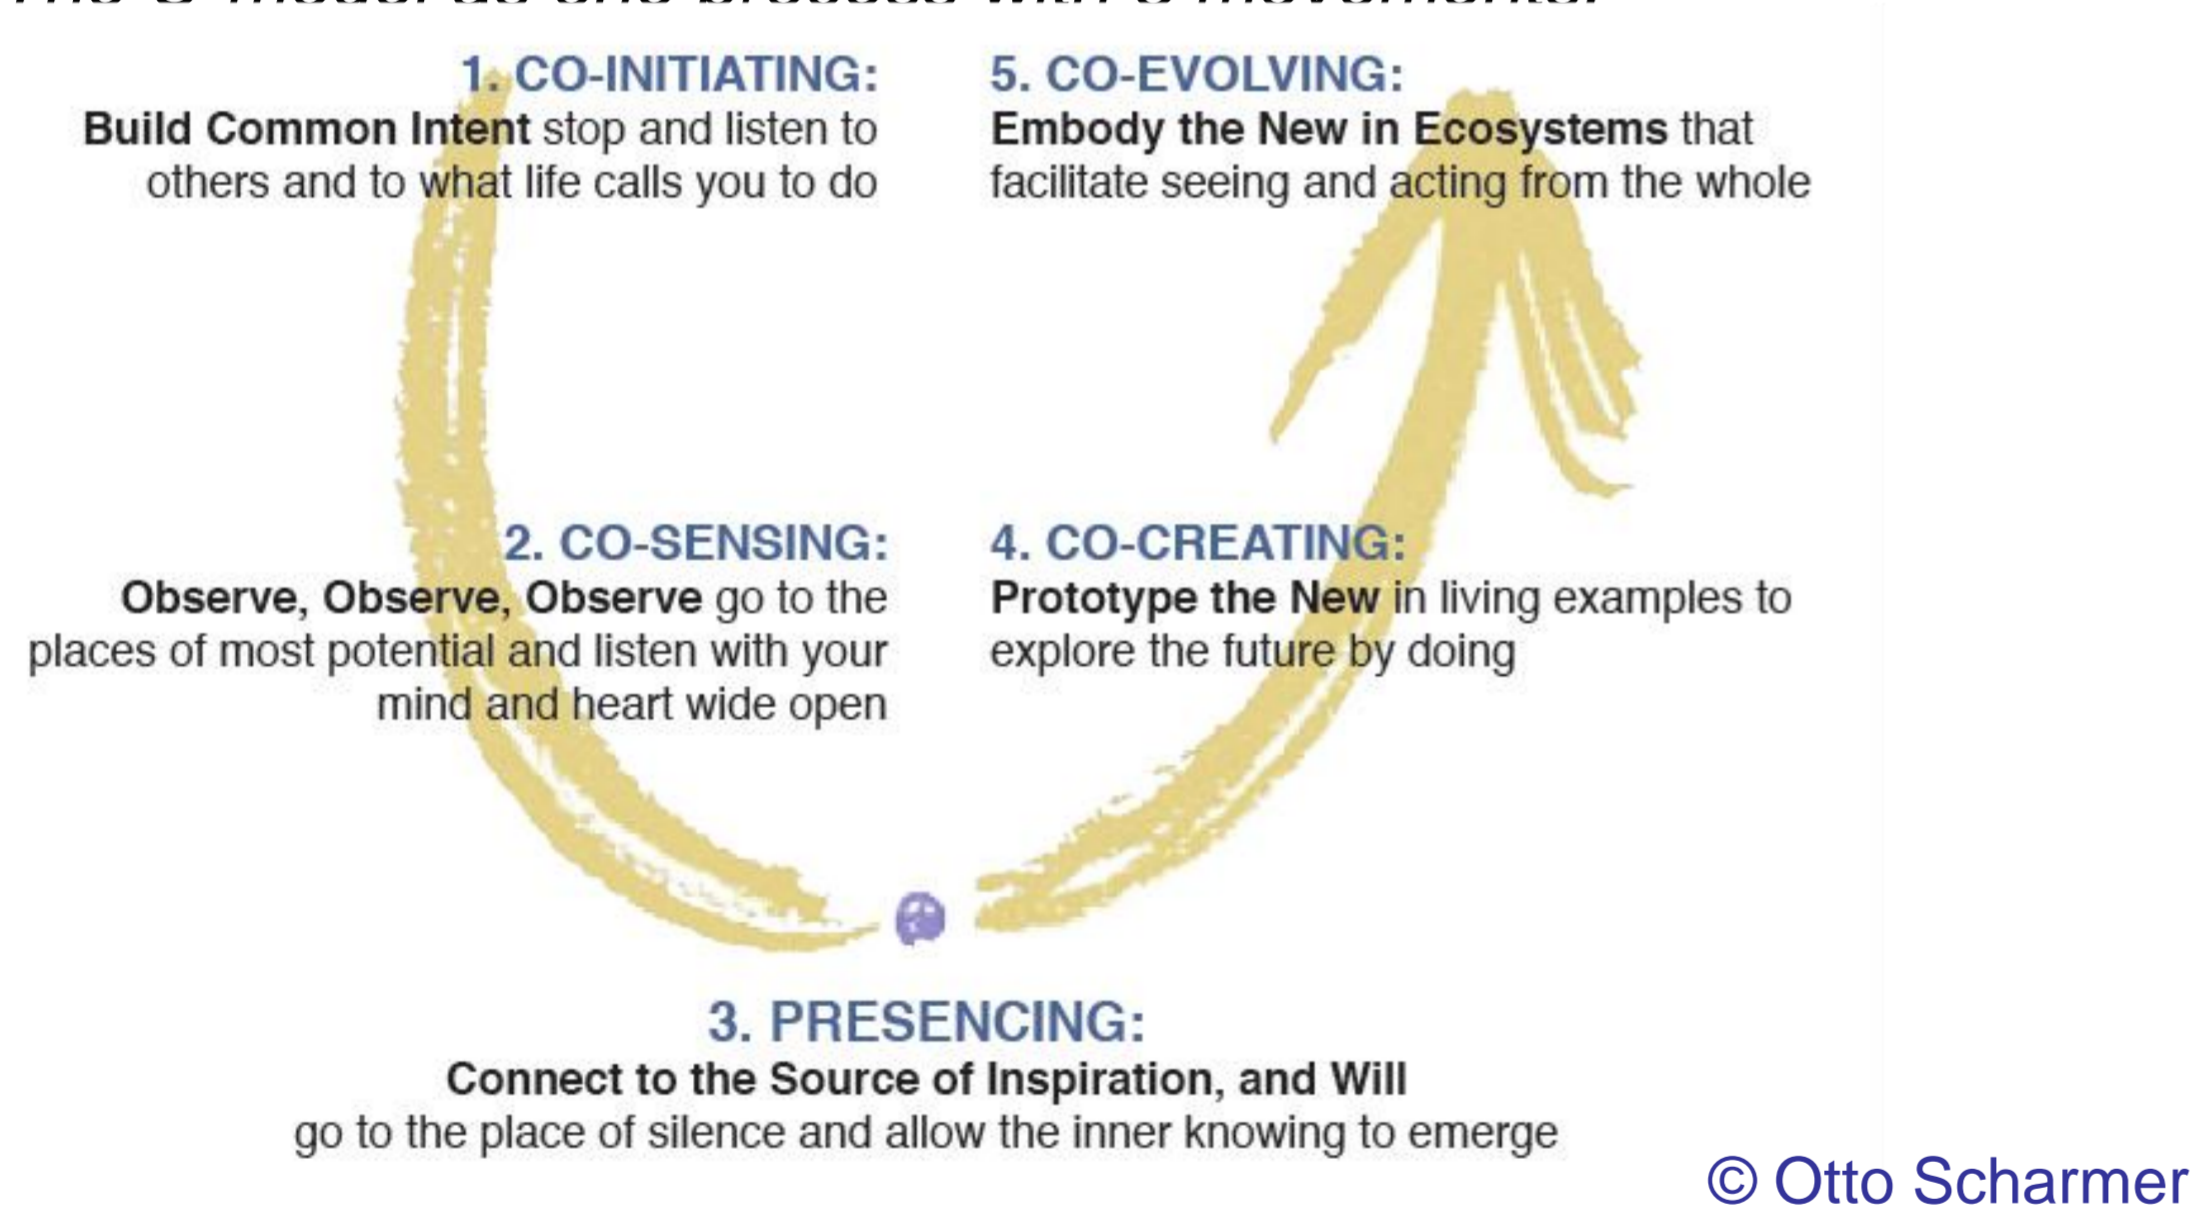 1. CO-INITIATING:
Build Common Intent stop and listen to
others and to what life calls you to do
2. CO-SENSING:
Observe, Observe, Observe go to the
places of most potential and listen with your
mind and heart wide open
3. PRESENCING:
Connect to the Source of Inspiration, and Will
go to the place of silence and allow the inner knowing to emerge
4. CO-CREATING:
Prototype the New in living examples to
explore the future by doing
5. CO-EVOLVING:
Embody the New in Ecosystems that
facilitate seeing and acting from the whole
© Otto Scharmer